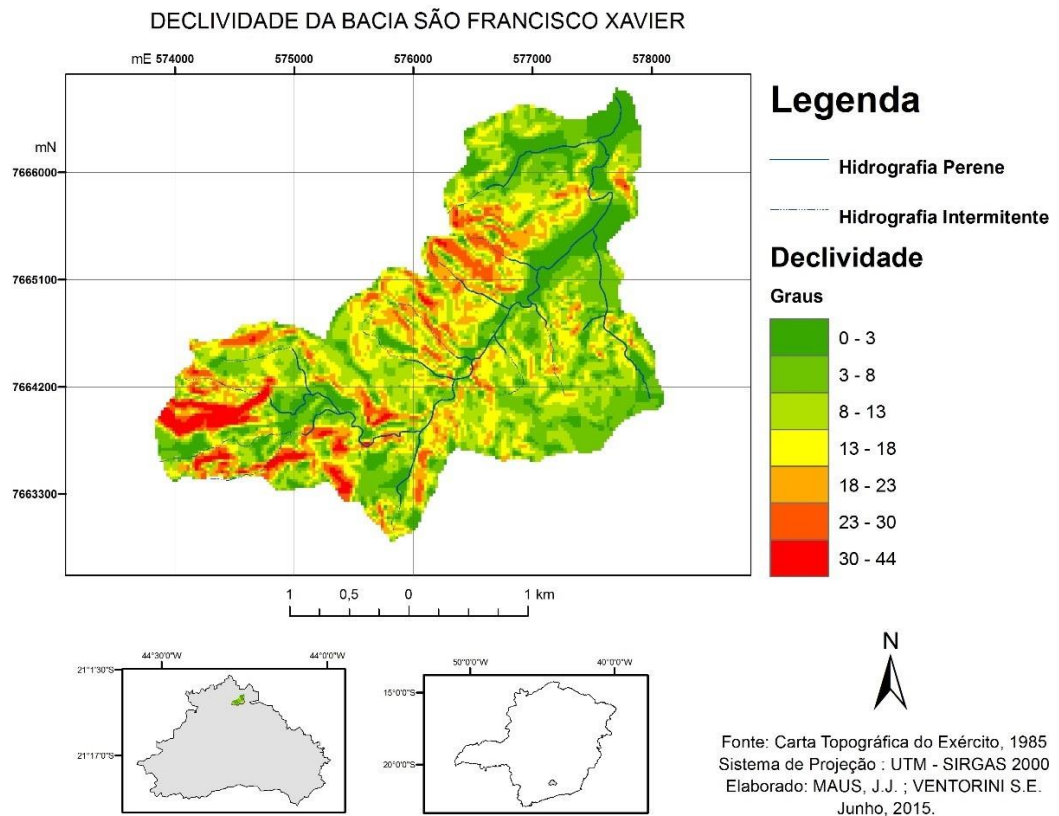 DECLIVIDADE DA BACIA SÃO FRANCISCO XAVIER
mE 574000 575000 576000 577000 578000
mN
7666000
7665100
7664200
7663300
1 0,5 0 1 km
Legenda
Hidrografia Perene
Hidrografia Intermitente
Declividade
Graus
0 - 3
3 - 8
8 - 13
13 - 18
18 - 23
23 - 30
30 - 44
44°30'0"W 44°0'0"W
21°1'30"S
21°17'0"S
50°0'0"W 40°0'0"W
15°0'0"S
20°0'0"S
N
Fonte: Carta Topográfica do Exército, 1985
Sistema de Projeção : UTM - SIRGAS 2000
Elaborado: MAUS, J.J. ; VENTORINI S.E.
Junho, 2015.